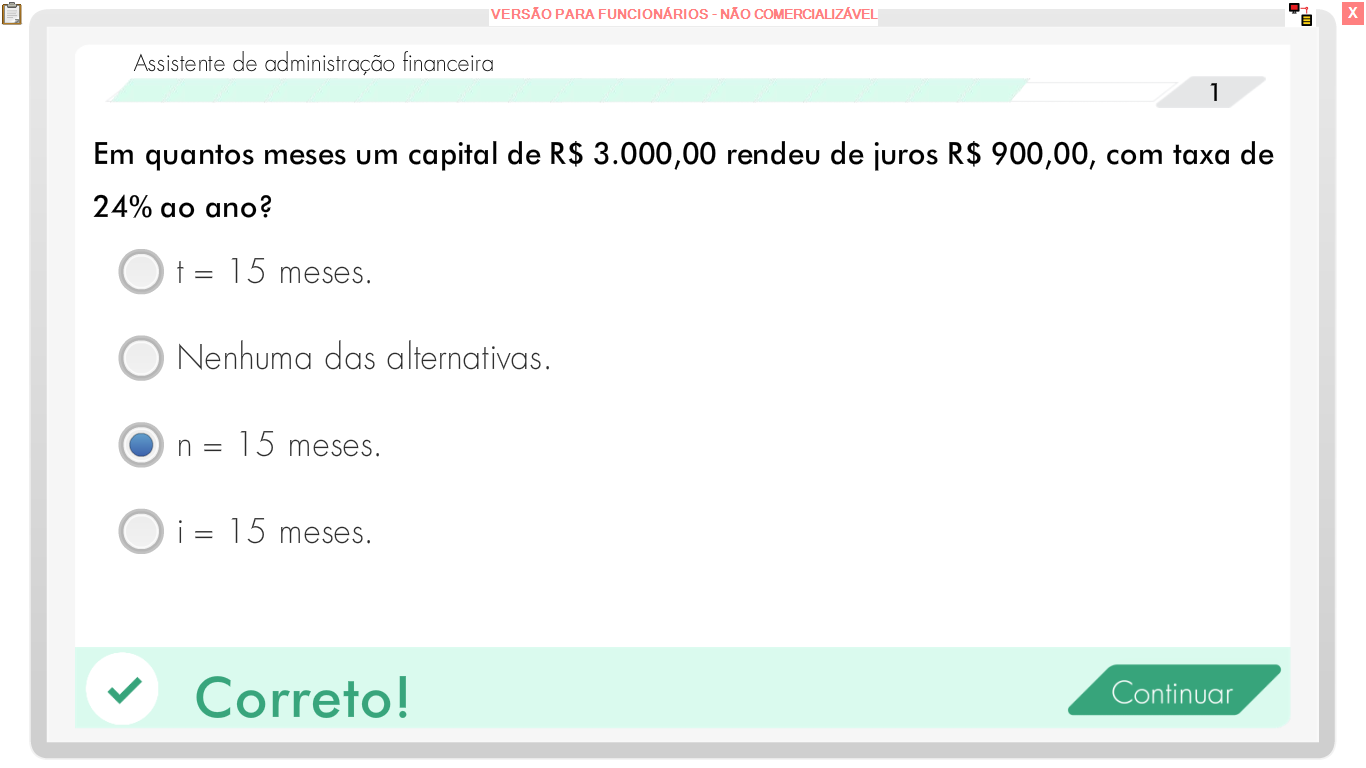 VERSÃO PARA FUNCIONÁRIOS - NÃO COMERCIALIZÁVEL
X
Assistente de administração financeira
1
Em quantos meses um capital de R$ 3.000,00 rendeu de juros R$ 900,00, com taxa de
24% ao ano?
t = 15 meses.
Nenhuma das alternativas.
n = 15 meses.
i = 15 meses.
Correto!
Continuar